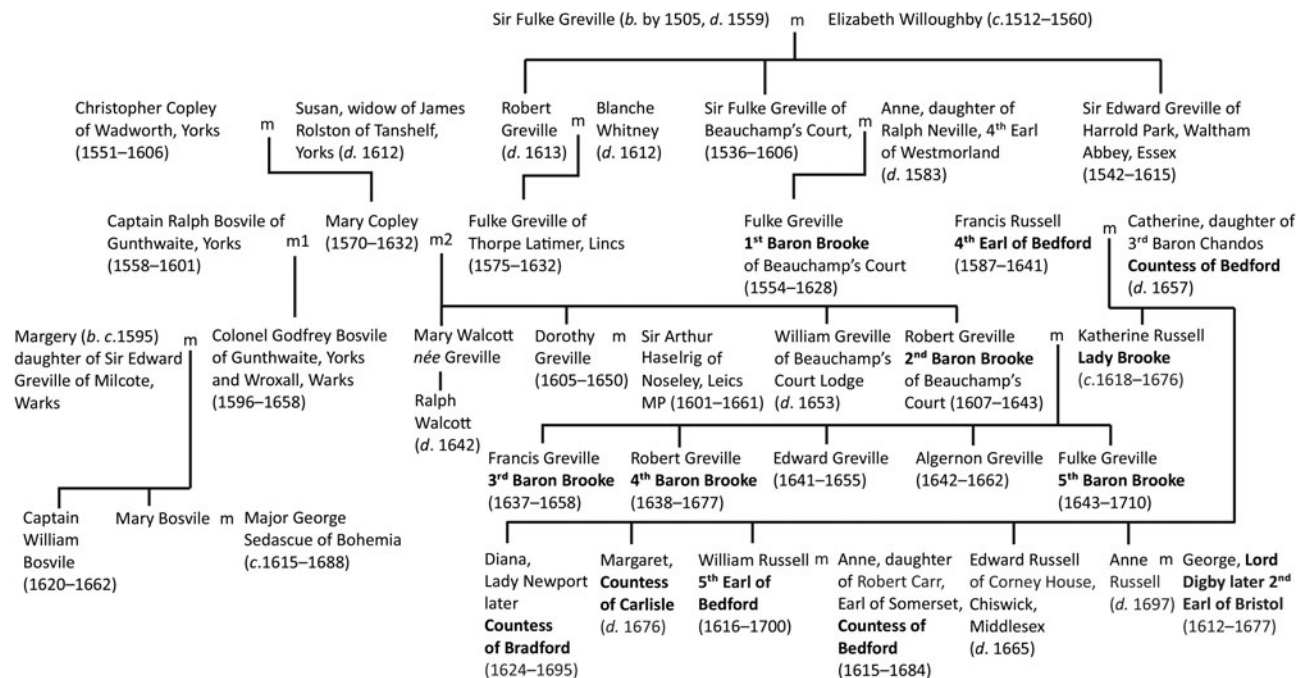 Sir Fulke Greville (b. by 1505, d. 1559) m Elizabeth Willoughby (c.1512–1560)
Christopher Copley
of Wadworth, Yorks
(1551–1606)
m
Susan, widow of James
Rolston of Tanshelf,
Yorks (d. 1612)
Robert
Greville
(d. 1613)
m
Blanche
Whitney
(d. 1612)
Sir Fulke Greville of
Beauchamp’s Court,
(1536–1606)
m
Anne, daughter of
Ralph Neville, 4th Earl
of Westmorland
(d. 1583)
Sir Edward Greville of
Harrold Park, Waltham
Abbey, Essex
(1542–1615)
Captain Ralph Bosvile of
Gunthwaite, Yorks
(1558–1601)
m1
Mary Copley
(1570–1632)
m2
Fulke Greville of
Thorpe Latimer, Lincs
(1575–1632)
Fulke Greville
1st Baron Brooke
of Beauchamp’s Court
(1554–1628)
Francis Russell
4th Earl of Bedford
(1587–1641)
m
Catherine, daughter of
3rd Baron Chandos
Countess of Bedford
(d. 1657)
Margery (b. c.1595)
daughter of Sir Edward
Greville of Milcote,
Warks
m
Colonel Godfrey Bosvile
of Gunthwaite, Yorks
and Wroxall, Warks
(1596–1658)
Mary Walcott
née Greville
Ralph
Walcott
(d. 1642)
Dorothy
Greville
(1605–1650)
m
Sir Arthur
Haselrig of
Noseley, Leics
MP (1601–1661)
William Greville
of Beauchamp’s
Court Lodge
(d. 1653)
Robert Greville
2nd Baron Brooke
of Beauchamp’s
Court (1607–1643)
m
Katherine Russell
Lady Brooke
(c.1618–1676)
Francis Greville
3rd Baron Brooke
(1637–1658)
Robert Greville
4th Baron Brooke
(1638–1677)
Edward Greville
(1641–1655)
Algernon Greville
(1642–1662)
Fulke Greville
5th Baron Brooke
(1643–1710)
Captain
William
Bosvile
(1620–1662)
Mary Bosvile
m
Major George
Sedascue of Bohemia
(c.1615–1688)
Diana,
Lady Newport
later
Countess
of Bradford
(1624–1695)
Margaret,
Countess
of Carlisle
(d. 1676)
William Russell
5th Earl of
Bedford
(1616–1700)
m
Anne, daughter
of Robert Carr,
Earl of Somerset,
Countess of
Bedford
(1615–1684)
Edward Russell
of Corney House,
Chiswick,
Middlesex
(d. 1665)
Anne
Russell
(d. 1697)
m
George, Lord
Digby later 2nd
Earl of Bristol
(1612–1677)